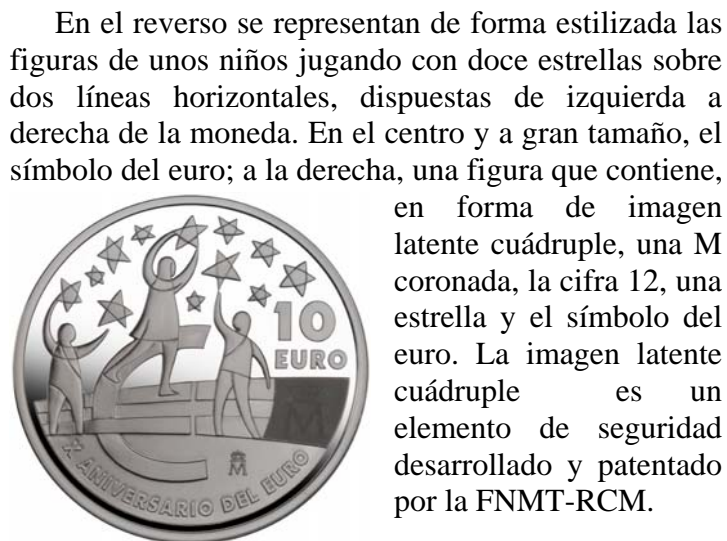 En el reverso se representan de forma estilizada las
figuras de unos niños jugando con doce estrellas sobre
dos líneas horizontales, dispuestas de izquierda a
derecha de la moneda. En el centro y a gran tamaño, el
símbolo del euro; a la derecha, una figura que contiene,
en forma de imagen
latente cuádruple, una M
coronada, la cifra 12, una
estrella y el símbolo del
euro. La imagen latente
cuádruple es un
elemento de seguridad
desarrollado y patentado
por la FNMT-RCM.
10
EURO
M
M
X ANIVERSARIO DEL EURO